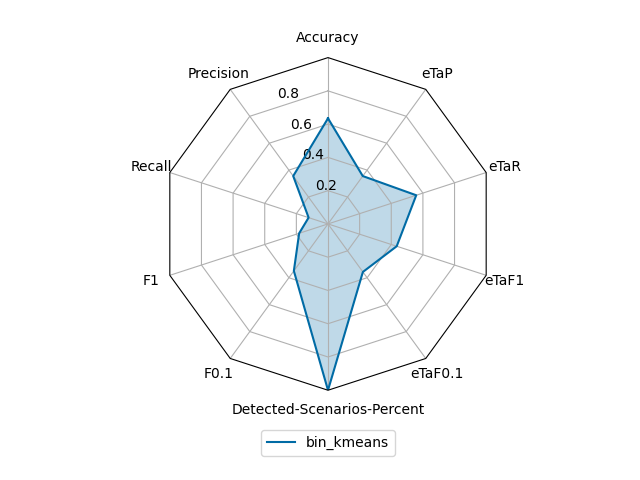 Accuracy
Precision
eTaP
0.8
0.6
0.4
Recall
eTaR
0.2
F1
eTaF1
F0.1
eTaF0.1
Detected-Scenarios-Percent
bin_kmeans